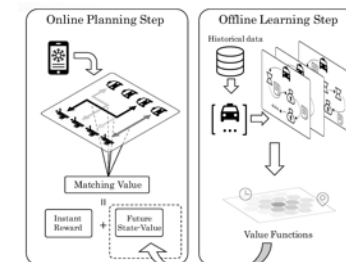 Online Planning Step
Matching Value
Instant
Reward
+
Future
State-Value
Offline Learning Step
Historical data
[ ... ]
Value Functions